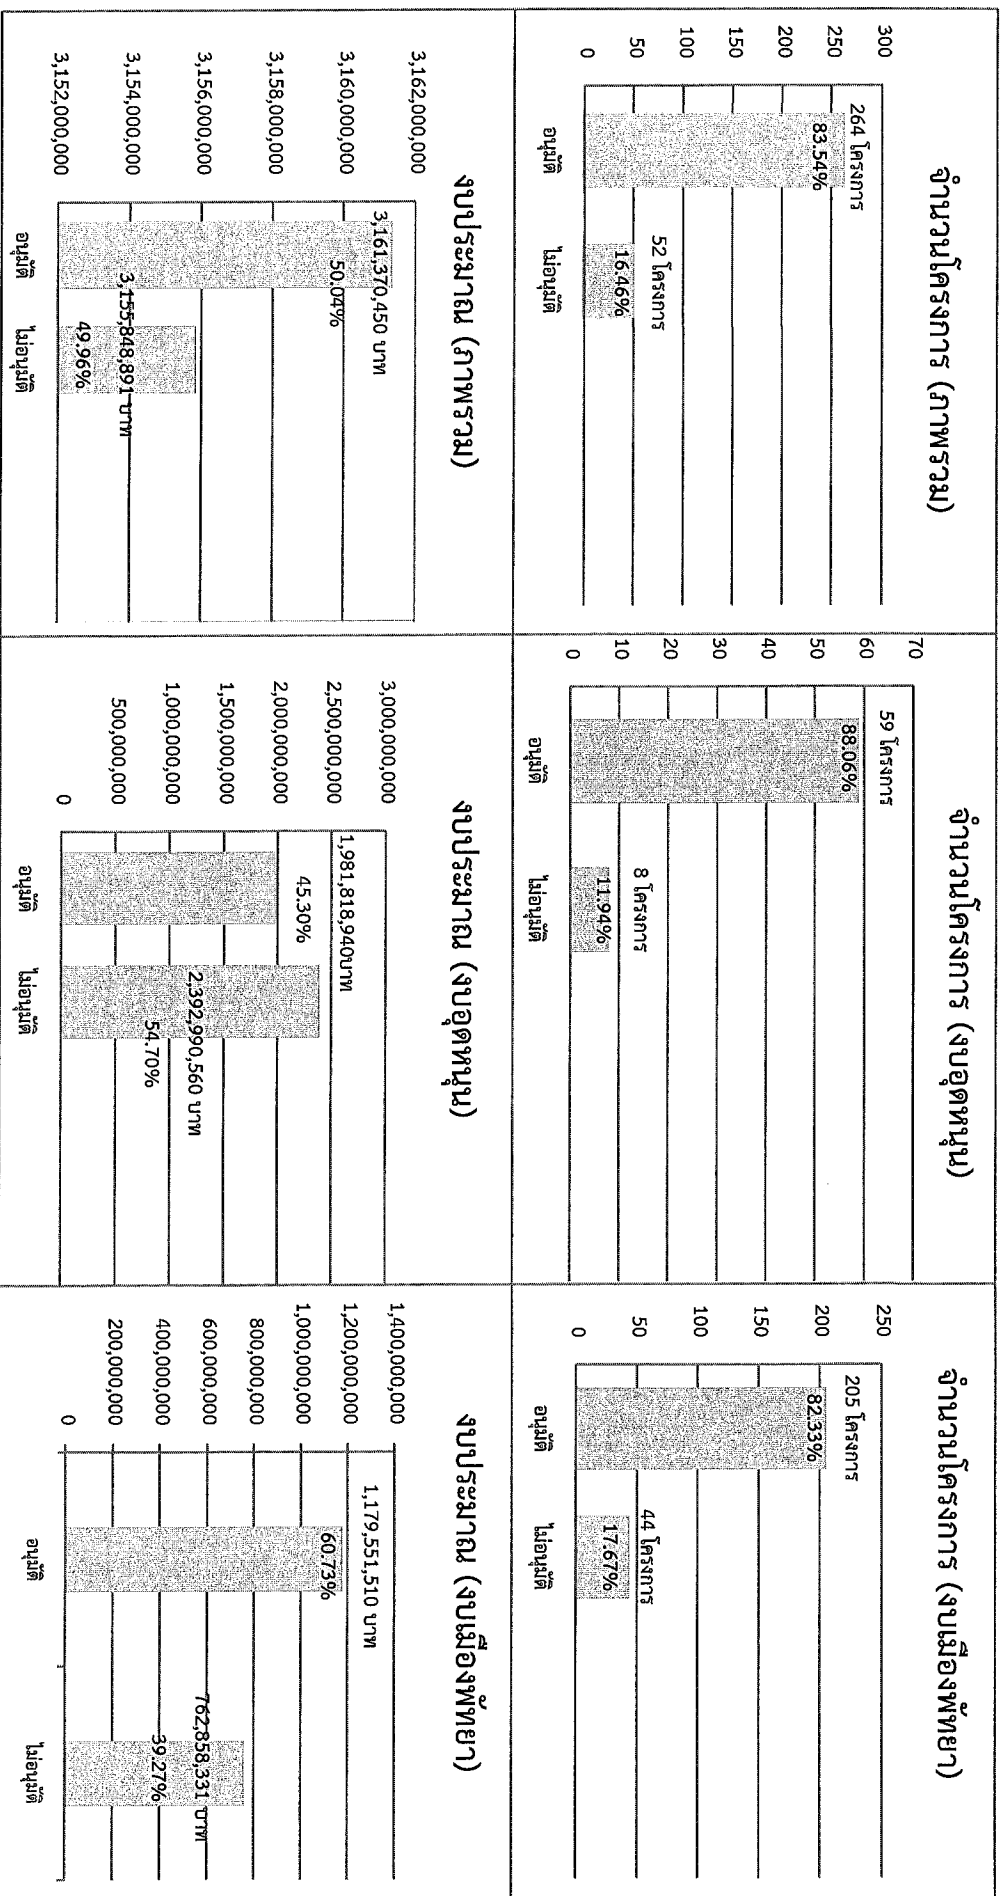 จำนวนโครงการ (ภาพรวม)
300
250
200
150
100
50
0
264 โครงการ
83.54%
52 โครงการ
16.46%
อนุมัติ
ไม่อนุมัติ
จำนวนโครงการ (งบอุดหนุน)
70
60
50
40
30
20
10
0
59 โครงการ
88.06%
8 โครงการ
11.94%
อนุมัติ
ไม่อนุมัติ
จำนวนโครงการ (งบเมืองพัทยา)
250
200
150
100
50
0
205 โครงการ
82.33%
44 โครงการ
17.67%
อนุมัติ
ไม่อนุมัติ
งบประมาณ (ภาพรวม)
3,162,000,000
3,160,000,000
3,158,000,000
3,156,000,000
3,154,000,000
3,152,000,000
3,161,370,450 บาท
50.04%
3,155,848,891 บาท
49.96%
อนุมัติ
ไม่อนุมัติ
งบประมาณ (งบอุดหนุน)
3,000,000,000
2,500,000,000
2,000,000,000
1,500,000,000
1,000,000,000
500,000,000
0
1,981,818,940บาท
45.30%
2,392,990,560 บาท
54.70%
อนุมัติ
ไม่อนุมัติ
งบประมาณ (งบเมืองพัทยา)
1,400,000,000
1,200,000,000
1,000,000,000
800,000,000
600,000,000
400,000,000
200,000,000
0
1,179,551,510 บาท
60.73%
762,858,331 บาท
39.27%
อนุมัติ
ไม่อนุมัติ